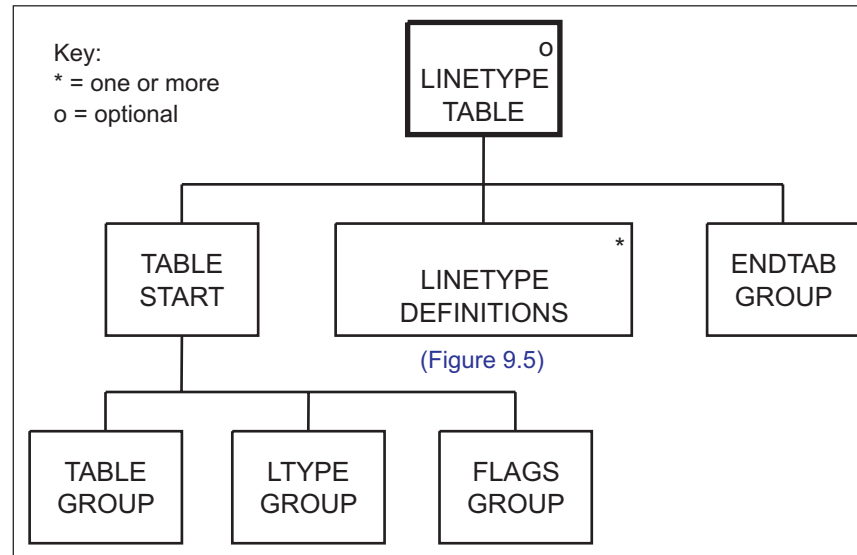 Key:
* = one or more
o = optional
o
LINETYPE
TABLE
TABLE
START
*
LINETYPE
DEFINITIONS
(Figure 9.5)
ENDTAB
GROUP
TABLE
GROUP
LTYPE
GROUP
FLAGS
GROUP